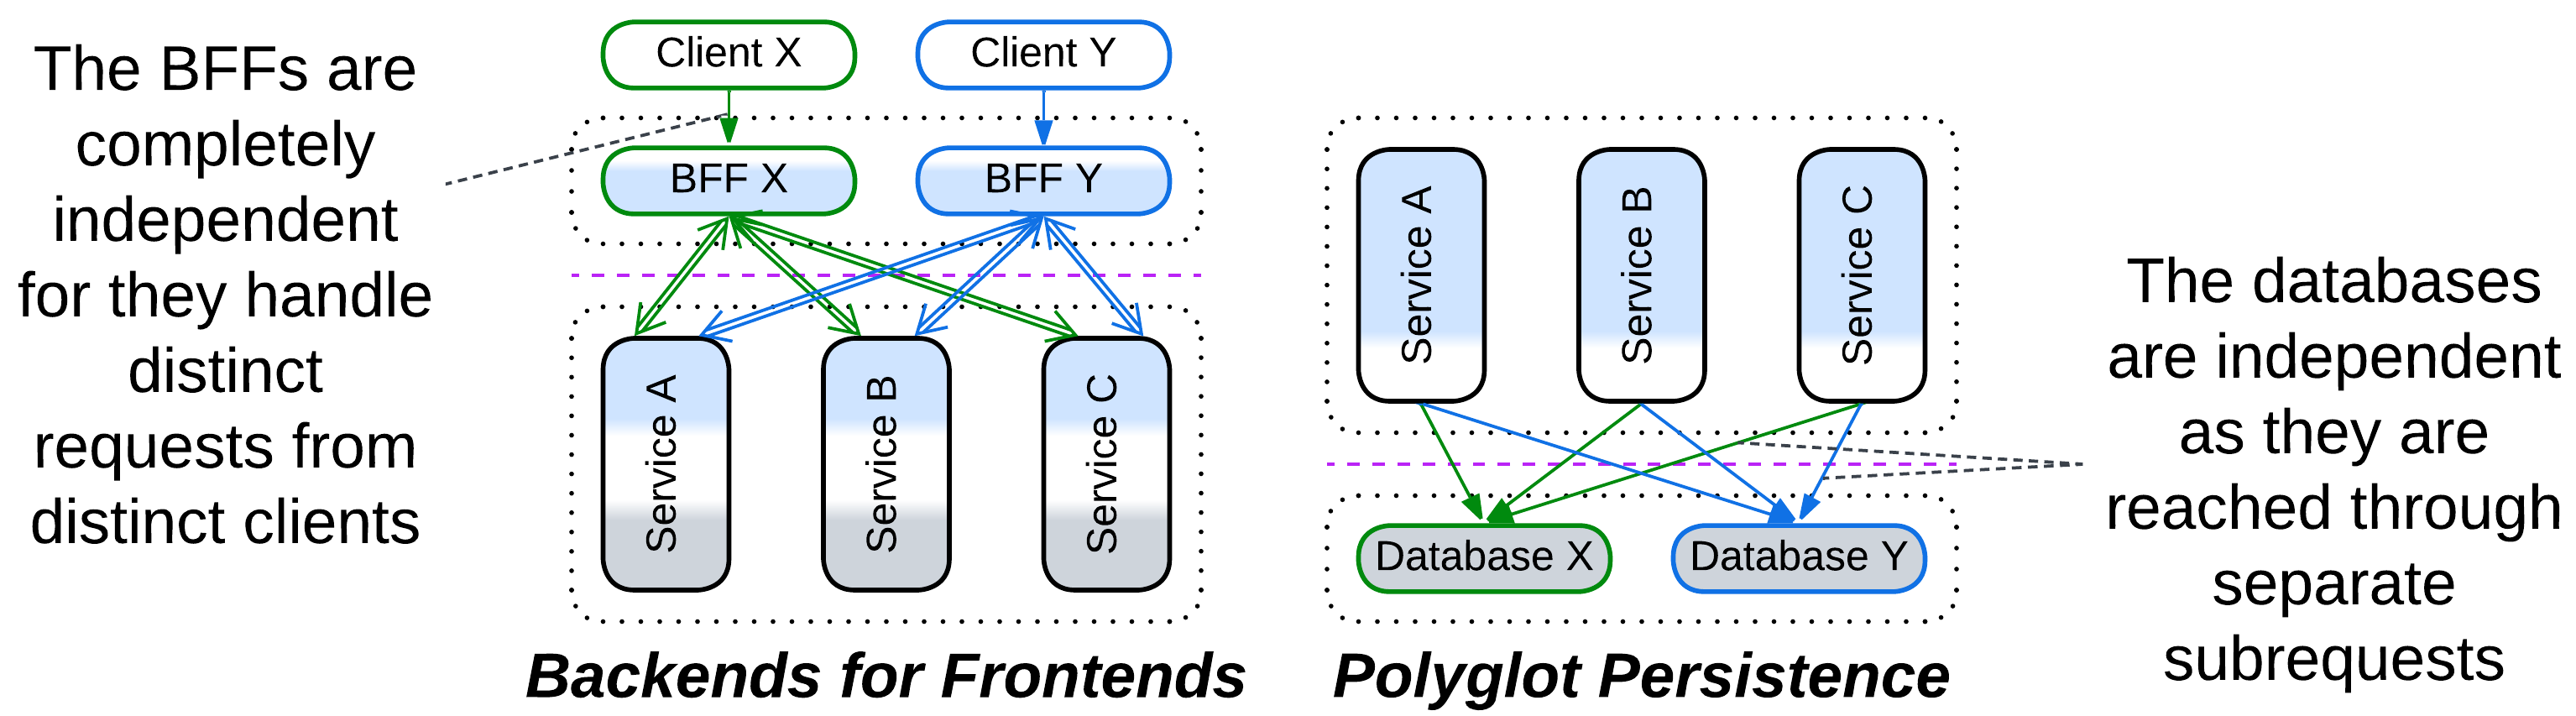 The BFFs are
completely
independent
for they handle
distinct
requests from
distinct clients
Client X
Client Y
BFF X
BFF Y
Service A
Service B
Service C
Backends for Frontends
Service A
Service B
Service C
Database X
Database Y
Polyglot Persistence
The databases
are independent
as they are
reached through
separate
subrequests